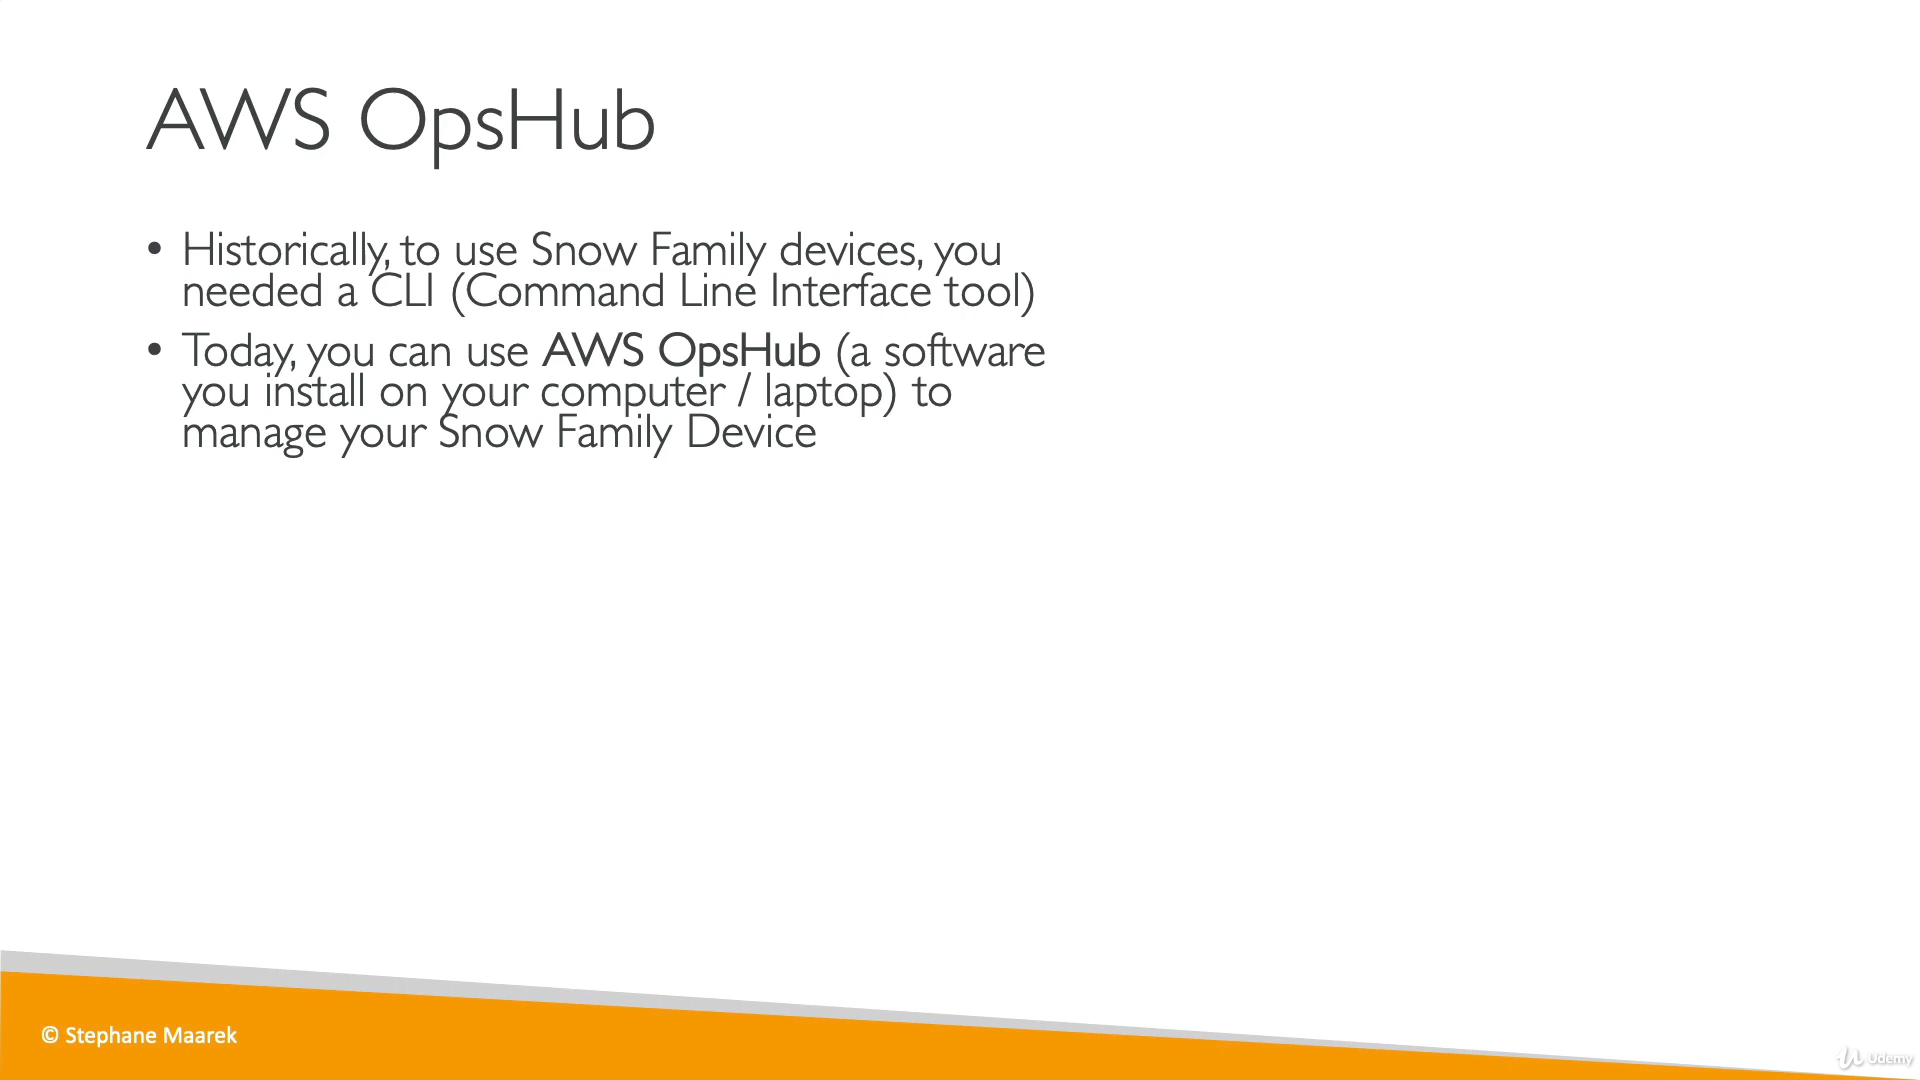 AWS OpsHub
• Historically, to use Snow Family devices, you
needed a CLI (Command Line Interface tool)
• Today, you can use AWS OpsHub (a software
you install on your computer / laptop) to
manage your Snow Family Device
© Stephane Maarek
Udemy